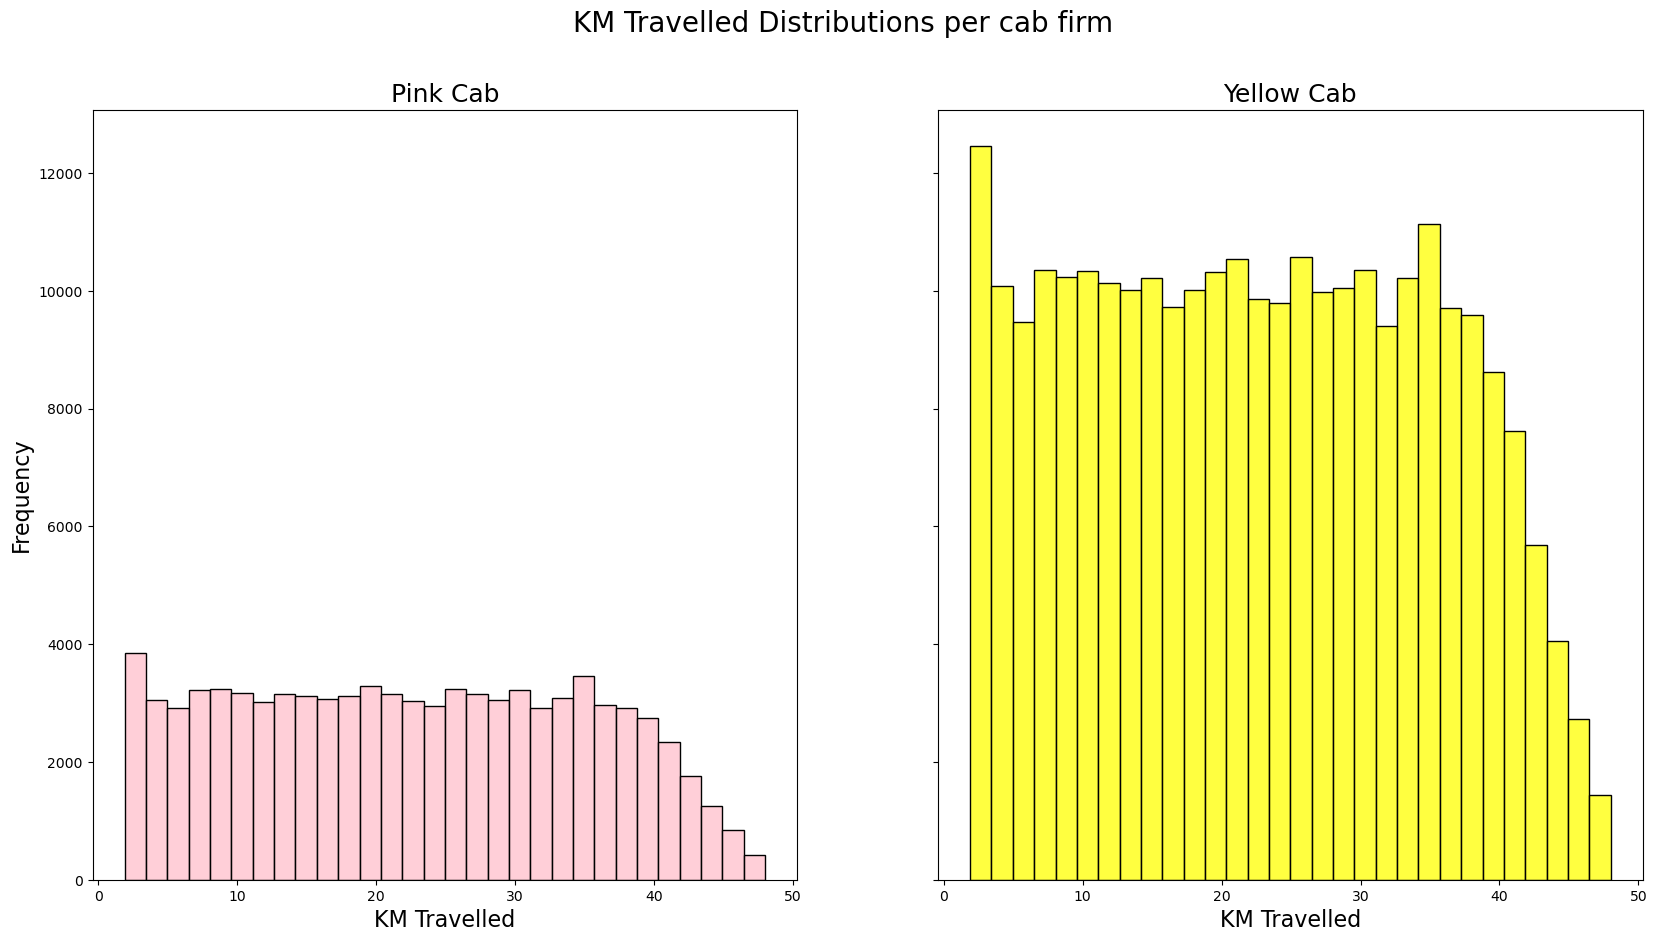 KM Travelled Distributions per cab firm
Pink Cab
Yellow Cab
12000
10000
8000
6000
4000
2000
0
Frequency
0 10 20 30 40 50
0 10 20 30 40 50
KM Travelled
KM Travelled